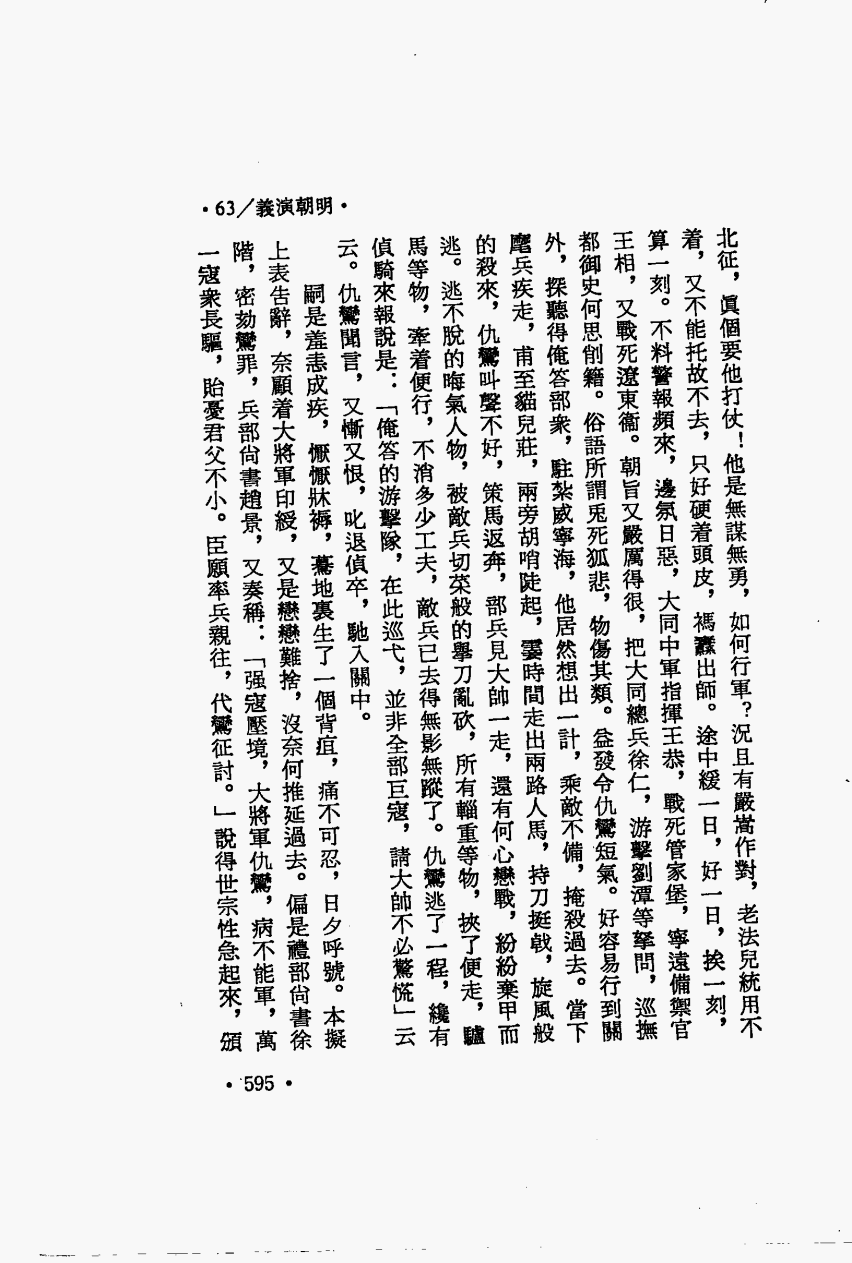 •63／義演朝明•
北征，眞個要他打仗！他是無謀無勇，如何行軍？況且有嚴嵩作對，老法兒統用不
着，又不能托故不去，只好硬着頭皮，禡纛出師。途中緩一日，好一日，挨一刻，
算一刻。不料警報頻來，邊氛日惡，大同中軍指揮王恭，戰死管家堡，寧遠備禦官
王相，又戰死遼東衞。朝旨又嚴厲得很，把大同總兵徐仁，游擊劉潭等拏問，巡撫
都御史何思削籍。俗語所謂兎死狐悲，物傷其類。益發令仇鸞短氣。好容易行到關
外，探聽得俺答部衆，駐紮威寧海，他居然想出一計，乘敵不備，掩殺過去。當下
麾兵疾走，甫至貓兒莊，兩旁胡哨陡起，霎時間走出兩路人馬，持刀挺戟，旋風般
的殺來，仇鸞叫聲不好，策馬返奔，部兵見大帥一走，還有何心戀戰，紛紛棄甲而
逃。逃不脫的晦氣人物，被敵兵切菜般的擧刀亂砍，所有輜重等物，挾了便走，驢
馬等物，牽着便行，不消多少工夫，敵兵已去得無影無蹤了。仇鸞逃了一程，纔有
偵騎來報說是：「俺答的游擊隊，在此巡弋，並非全部巨寇，請大帥不必驚慌」云
云。仇鸞聞言，又慚又恨，叱退偵卒，馳入關中。
嗣是羞恚成疾，懨懨牀褥，驀地裏生了一個背疽，痛不可忍，日夕呼號。本擬
上表告辭，奈顧着大將軍印綬，又是戀戀難捨，沒奈何推延過去。偏是禮部尙書徐
階，密劾鸞罪，兵部尙書趙景，又奏稱：「强寇壓境，大將軍仇鸞，病不能軍，萬
一寇衆長驅，貽憂君父不小。臣願率兵親往，代鸞征討。」說得世宗性急起來，頒
•595•